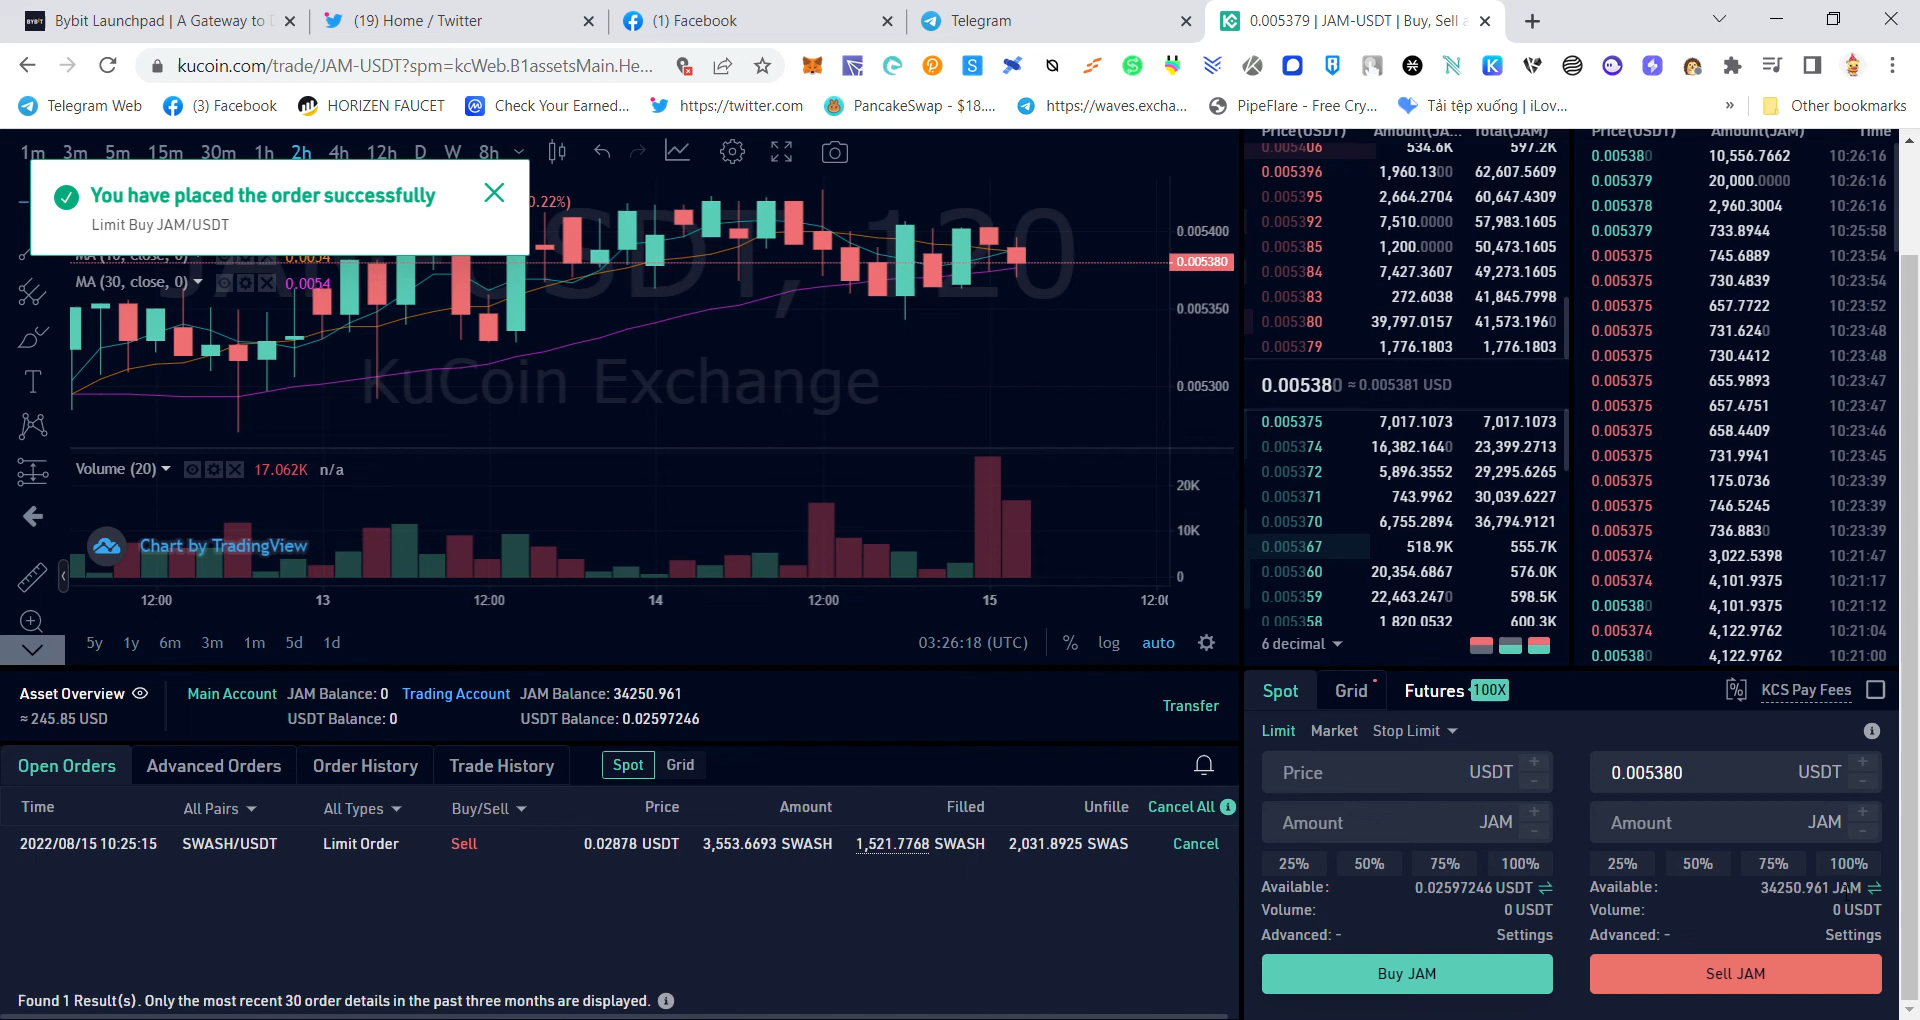 Bybit Launchpad | A Gateway to
(19) Home / Twitter
(1) Facebook
Telegram
0.005379 | JAM-USDT | Buy, Sell
kucoin.com/trade/JAM-USDT?spm=kcWeb.B1assetsMain.He...
Telegram Web
(3) Facebook
HORIZEN FAUCET
Check Your Earned...
https://twitter.com
PancakeSwap - $18....
https://waves.excha...
PipeFlare - Free Cry...
Tải tệp xuống | iLov...
»
Other bookmarks
1m 3m 5m 15m 30m 1h 2h 4h 12h D W 8h
You have placed the order successfully
Limit Buy JAM/USDT
0.22%)
MA (10, close, 0) 0.0054
MA (30, close, 0) 0.0054
KuCoin Exchange
0.005400
0.005380
0.005350
0.005300
Volume (20) 17.062K n/a
20K
10K
0
Chart by TradingView
12:00 13 12:00 14 12:00 15
5y 1y 6m 3m 1m 5d 1d
03:26:18 (UTC) % log auto
Price(USDT) Amount(JA... Total(JAM)
0.005406 534.6K 597.2K
0.005396 1,960.1300 62,607.5609
0.005395 2,664.2704 60,647.4309
0.005392 7,510.0000 57,983.1605
0.005385 1,200.0000 50,473.1605
0.005384 7,427.3607 49,273.1605
0.005383 272.6038 41,845.7998
0.005380 39,797.0157 41,573.1960
0.005379 1,776.1803 1,776.1803
0.005380 ≈ 0.005381 USD
0.005375 7,017.1073 7,017.1073
0.005374 16,382.1640 23,399.2713
0.005372 5,896.3552 29,295.6265
0.005371 743.9962 30,039.6227
0.005370 6,755.2894 36,794.9121
0.005367 518.9K 555.7K
0.005360 20,354.6867 576.0K
0.005359 22,463.2470 598.5K
0.005358 1,820.0532 600.3K
6 decimal
Price(USDT) Amount(JAM) Time
0.005380 10,556.7662 10:26:16
0.005379 20,000.0000 10:26:16
0.005378 2,960.3004 10:26:16
0.005379 733.8944 10:25:58
0.005375 745.6889 10:23:54
0.005375 730.4839 10:23:54
0.005375 657.7722 10:23:52
0.005375 731.6240 10:23:48
0.005375 730.4412 10:23:48
0.005375 655.9893 10:23:47
0.005375 657.4751 10:23:47
0.005375 658.4409 10:23:46
0.005375 731.9941 10:23:45
0.005375 175.0736 10:23:39
0.005375 746.5245 10:23:39
0.005375 736.8830 10:23:39
0.005374 3,022.5398 10:21:47
0.005374 4,101.9375 10:21:17
0.005380 4,101.9375 10:21:12
0.005374 4,122.9762 10:21:04
0.005380 4,122.9762 10:21:00
Asset Overview
≈ 245.85 USD
Main Account JAM Balance: 0 Trading Account JAM Balance: 34250.961
USDT Balance: 0 USDT Balance: 0.02597246
Transfer
Open Orders Advanced Orders Order History Trade History Spot Grid
Time All Pairs All Types Buy/Sell Price Amount Filled Unfille Cancel All
2022/08/15 10:25:15 SWASH/USDT Limit Order Sell 0.02878 USDT 3,553.6693 SWASH 1,521.7768 SWASH 2,031.8925 SWAS Cancel
Found 1 Result(s). Only the most recent 30 order details in the past three months are displayed.
Spot Grid Futures 100X KCS Pay Fees
Limit Market Stop Limit
Price USDT
Amount JAM
25% 50% 75% 100%
Available: 0.02597246 USDT
Volume: 0 USDT
Advanced: - Settings
Buy JAM
0.005380 USDT
Amount JAM
25% 50% 75% 100%
Available: 34250.961 JAM
Volume: 0 USDT
Advanced: - Settings
Sell JAM